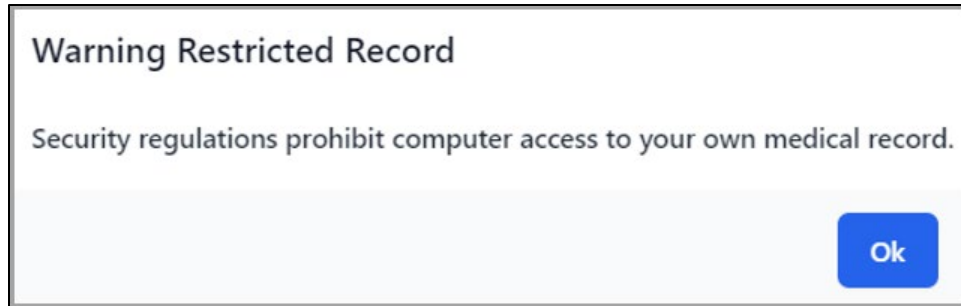 Warning Restricted Record
Security regulations prohibit computer access to your own medical record.
Ok